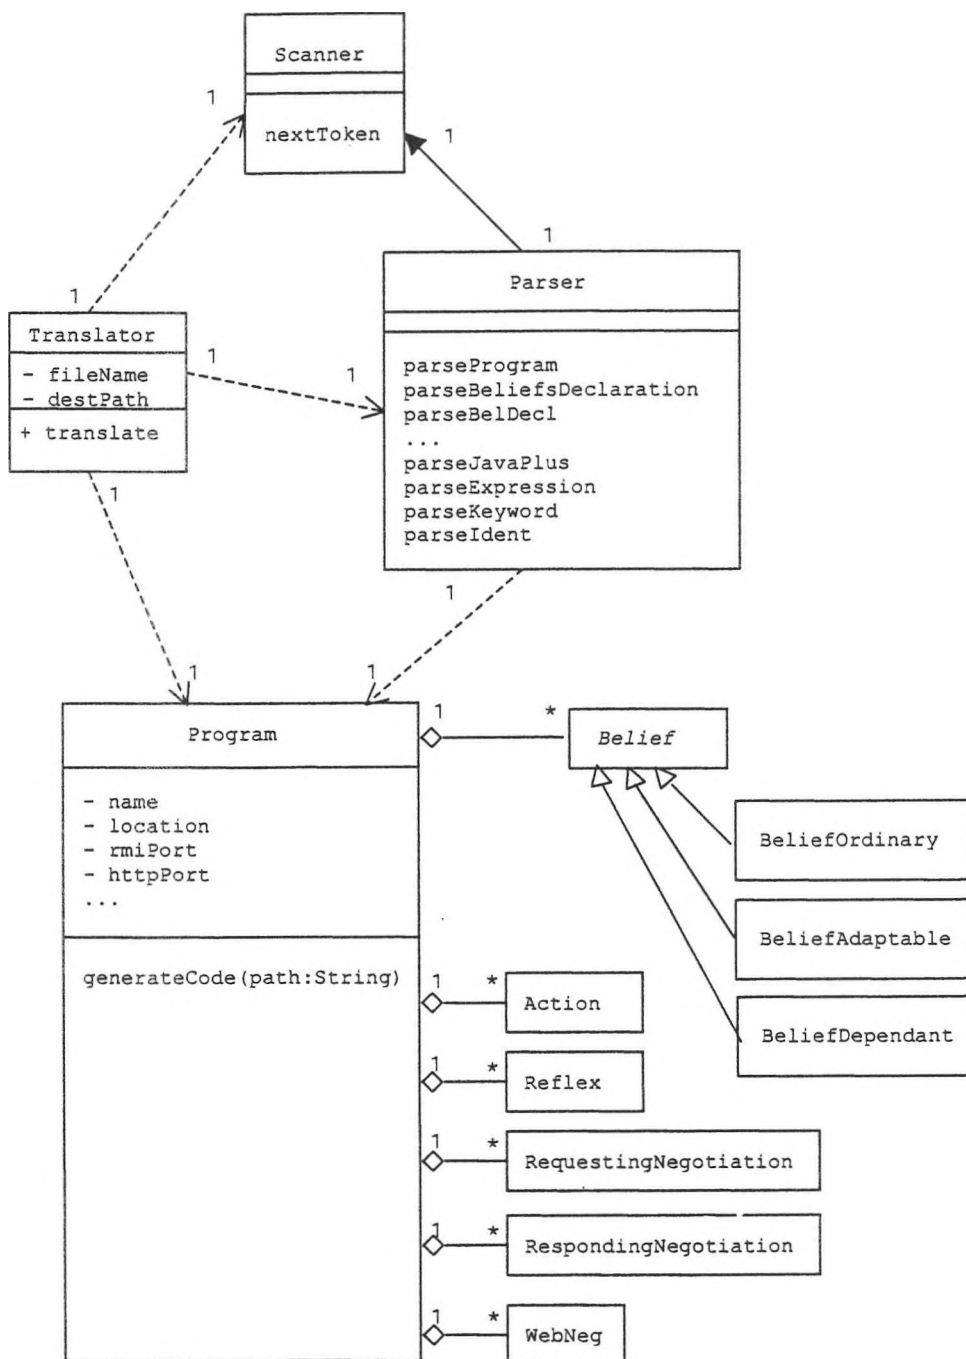 Scanner
1
nextToken
1
1
Parser
1
Translator
- fileName
- destPath
+ translate
1
1
parseProgram
parseBeliefsDeclaration
parseBelDecl
...
parseJavaPlus
parseExpression
parseKeyword
parseIdent
1
1
1
1
Program
- name
- location
- rmiPort
- httpPort
...
generateCode(path:String)
1 *
Belief
BeliefOrdinary
BeliefAdaptable
BeliefDependant
1 *
Action
1 *
Reflex
1 *
RequestingNegotiation
1 *
RespondingNegotiation
1 *
WebNeg